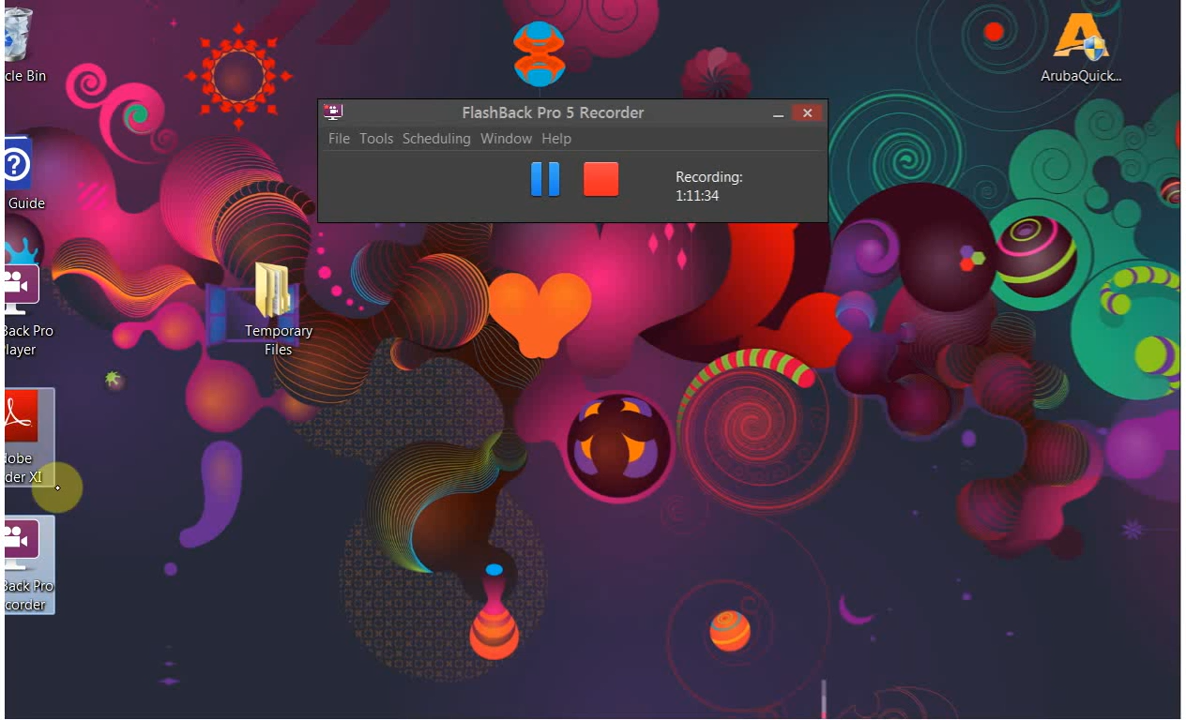 FlashBack Pro 5 Recorder
File Tools Scheduling Window Help
Recording:
1:11:34
cle Bin
Guide
Back Pro
layer
dobe
der XI
Back Pro
corder
Temporary
Files
ArubaQuick...